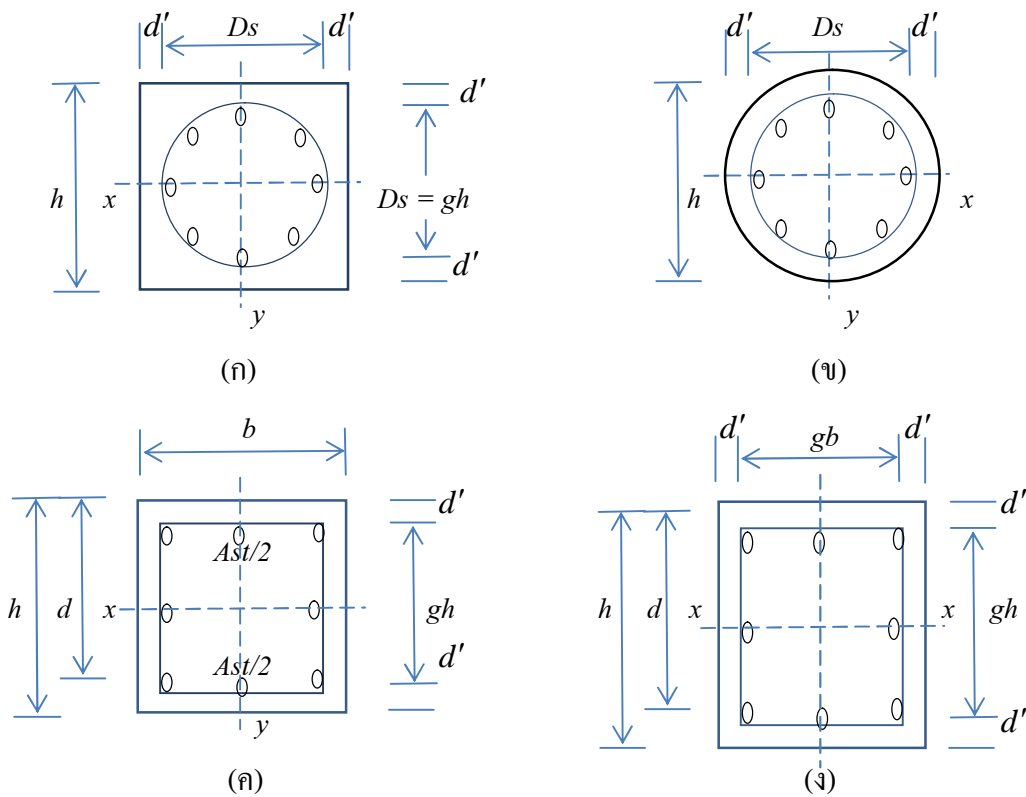 d' Ds d'
d'
h x Ds = gh
d'
y
(ก)
d' Ds d'
h x
y
(ข)
b
d'
Ast/2
h d x gh
Ast/2 d'
y
(ค)
d' gb d'
d'
h d x x gh
d'
(ง)